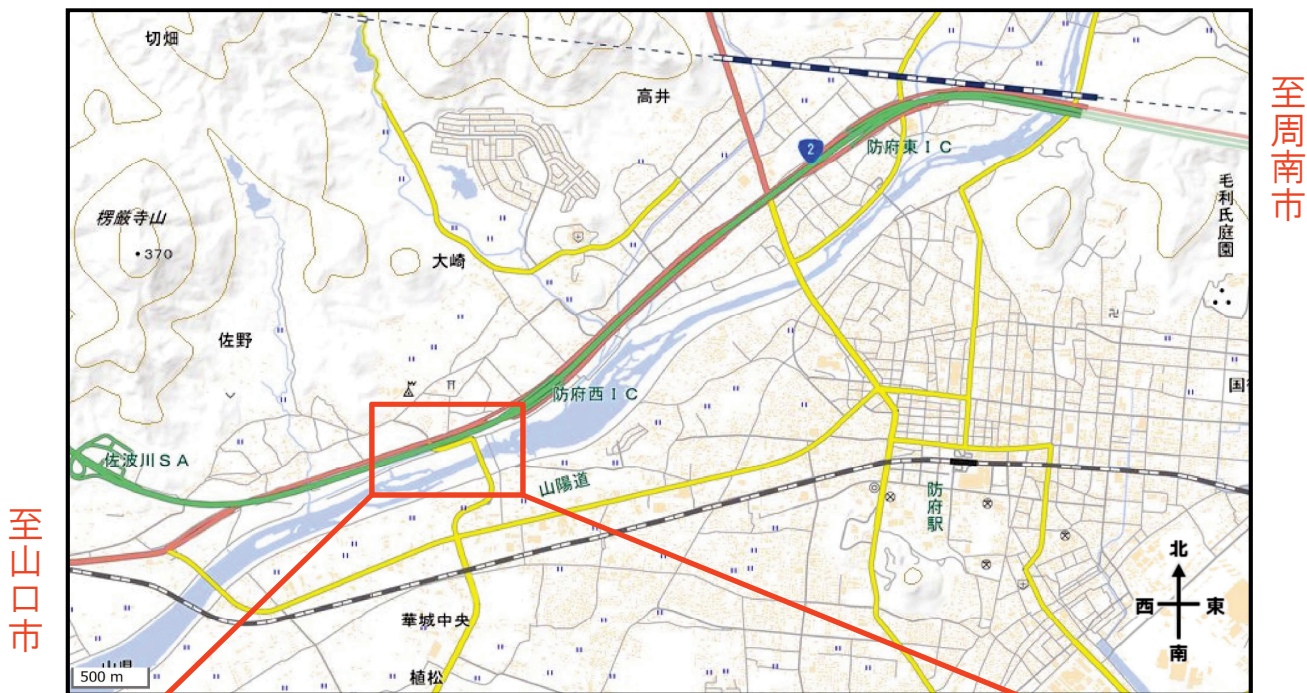 切畑
高井
至周南市
2
防府東IC
毛利氏庭園
楞厳寺山
・370
大崎
佐野
防府西IC
佐波川SA
山陽道
防府駅
至山口市
北
西 東
南
華城中央
植松
500 m